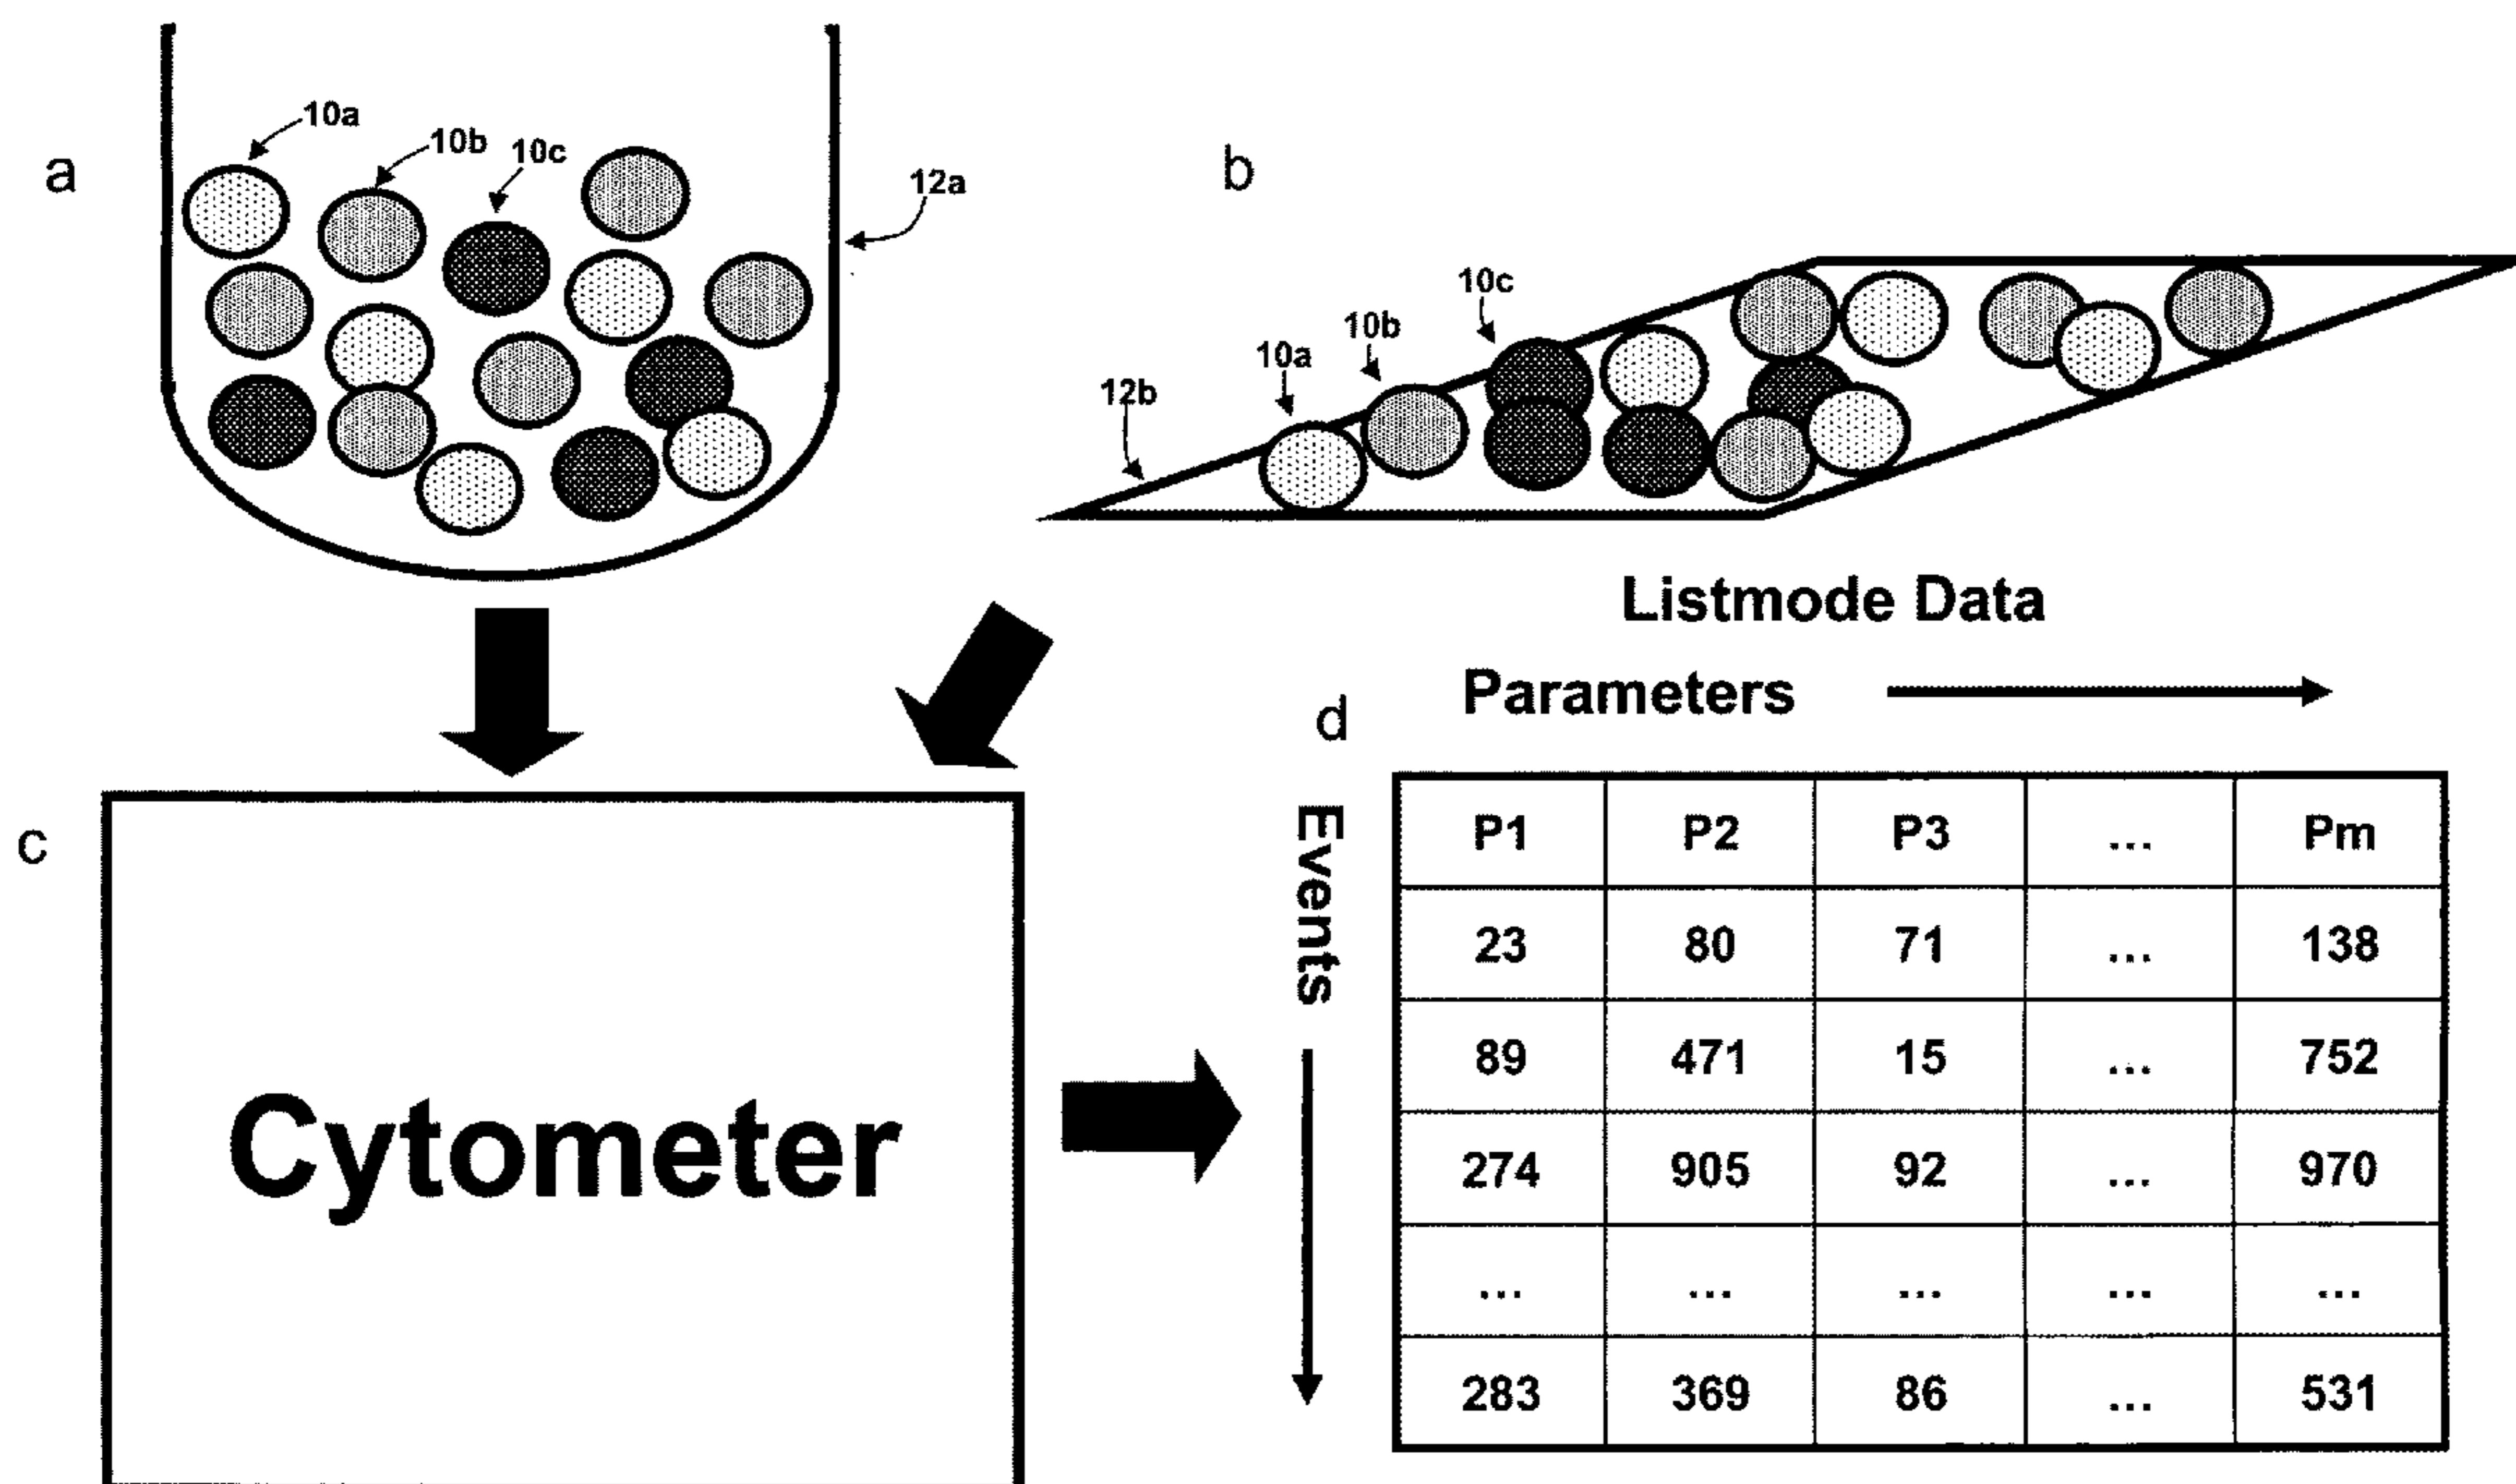 a
10a
10b
10c
12a
b
10c
10b
10a
12b
Listmode Data
Parameters
c
Cytometer
d
Events
P1 P2 P3 ... Pm
23 80 71 ... 138
89 471 15 ... 752
274 905 92 ... 970
... ... ... ... ...
283 369 86 ... 531